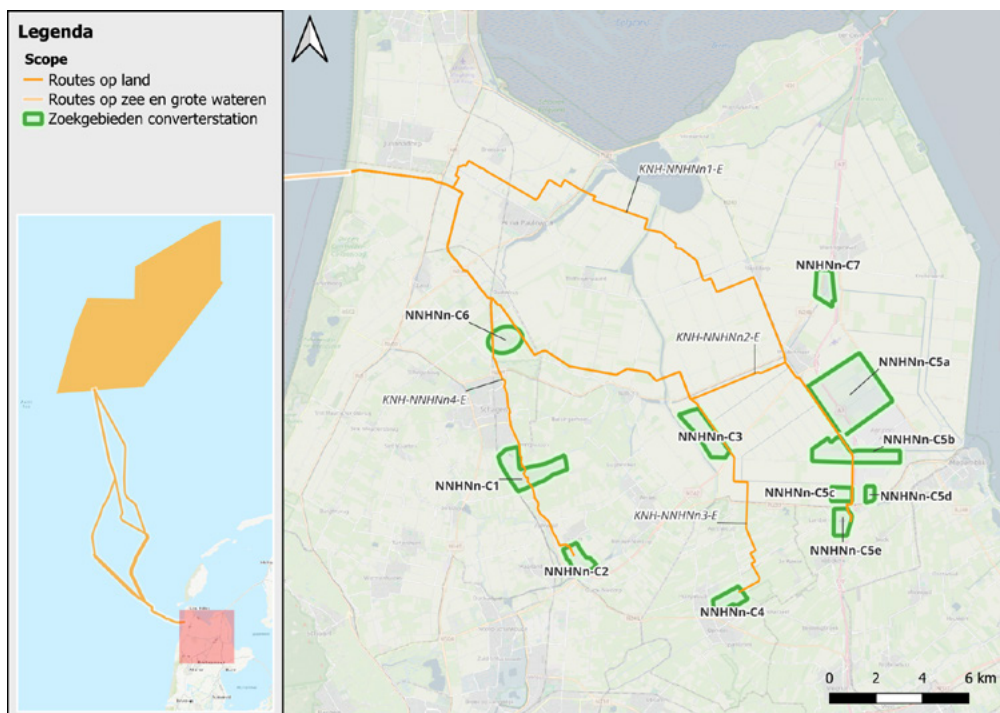 Legenda
Scope
Routes op land
Routes op zee en grote wateren
Zoekgebieden converterstation
KNH-NNHNn1-E
NNHNn-C7
NNHNn-C6
KNH-NNHNn2-E
NNHNn-C5a
KNH-NNHNn4-E
NNHNn-C3
NNHNn-C5b
NNHNn-C1
NNHNn-C5c
NNHNn-C5d
KNH-NNHNn3-E
NNHNn-C5e
NNHNn-C2
NNHNn-C4
0 2 4 6 km